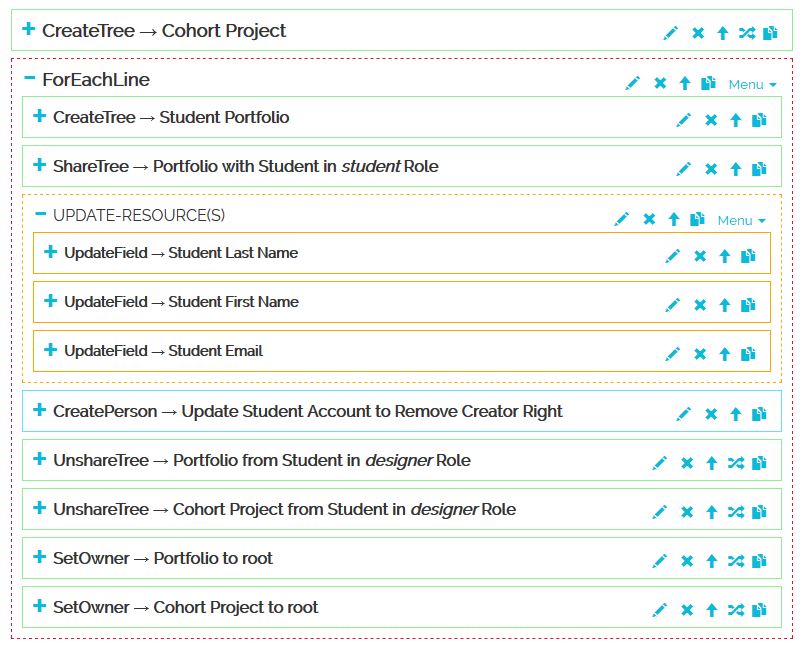 CreateTree → Cohort Project
ForEachLine
Menu
CreateTree → Student Portfolio
ShareTree → Portfolio with Student in student Role
UPDATE-RESOURCE(S)
Menu
UpdateField → Student Last Name
UpdateField → Student First Name
UpdateField → Student Email
CreatePerson → Update Student Account to Remove Creator Right
UnshareTree → Portfolio from Student in designer Role
UnshareTree → Cohort Project from Student in designer Role
SetOwner → Portfolio to root
SetOwner → Cohort Project to root